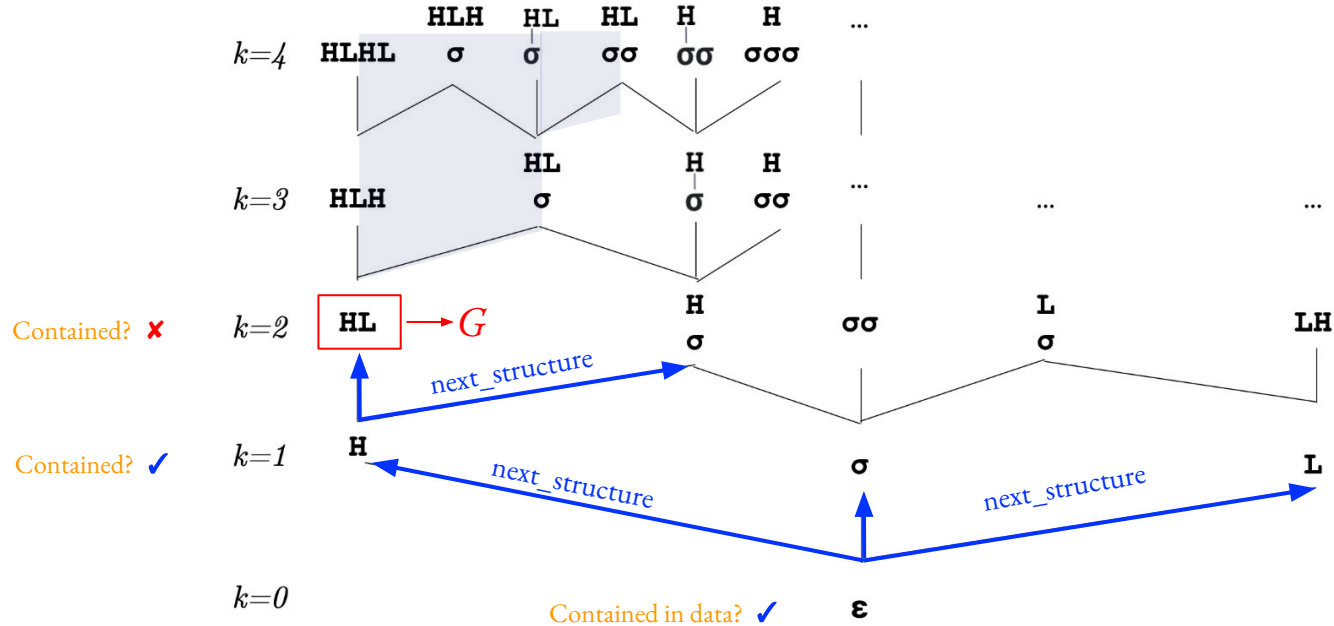 HLH HL HL H H ...
k=4 HLHL σ σ σσ σσ σσσ
HL H H ...
k=3 HLH σ σ σσ ... ...
H L
Contained? ✘ k=2 HL → G σσ LH
σ σ
next_structure
Contained? ✓ k=1 H σ L
next_structure next_structure
k=0 Contained in data? ✓ ε